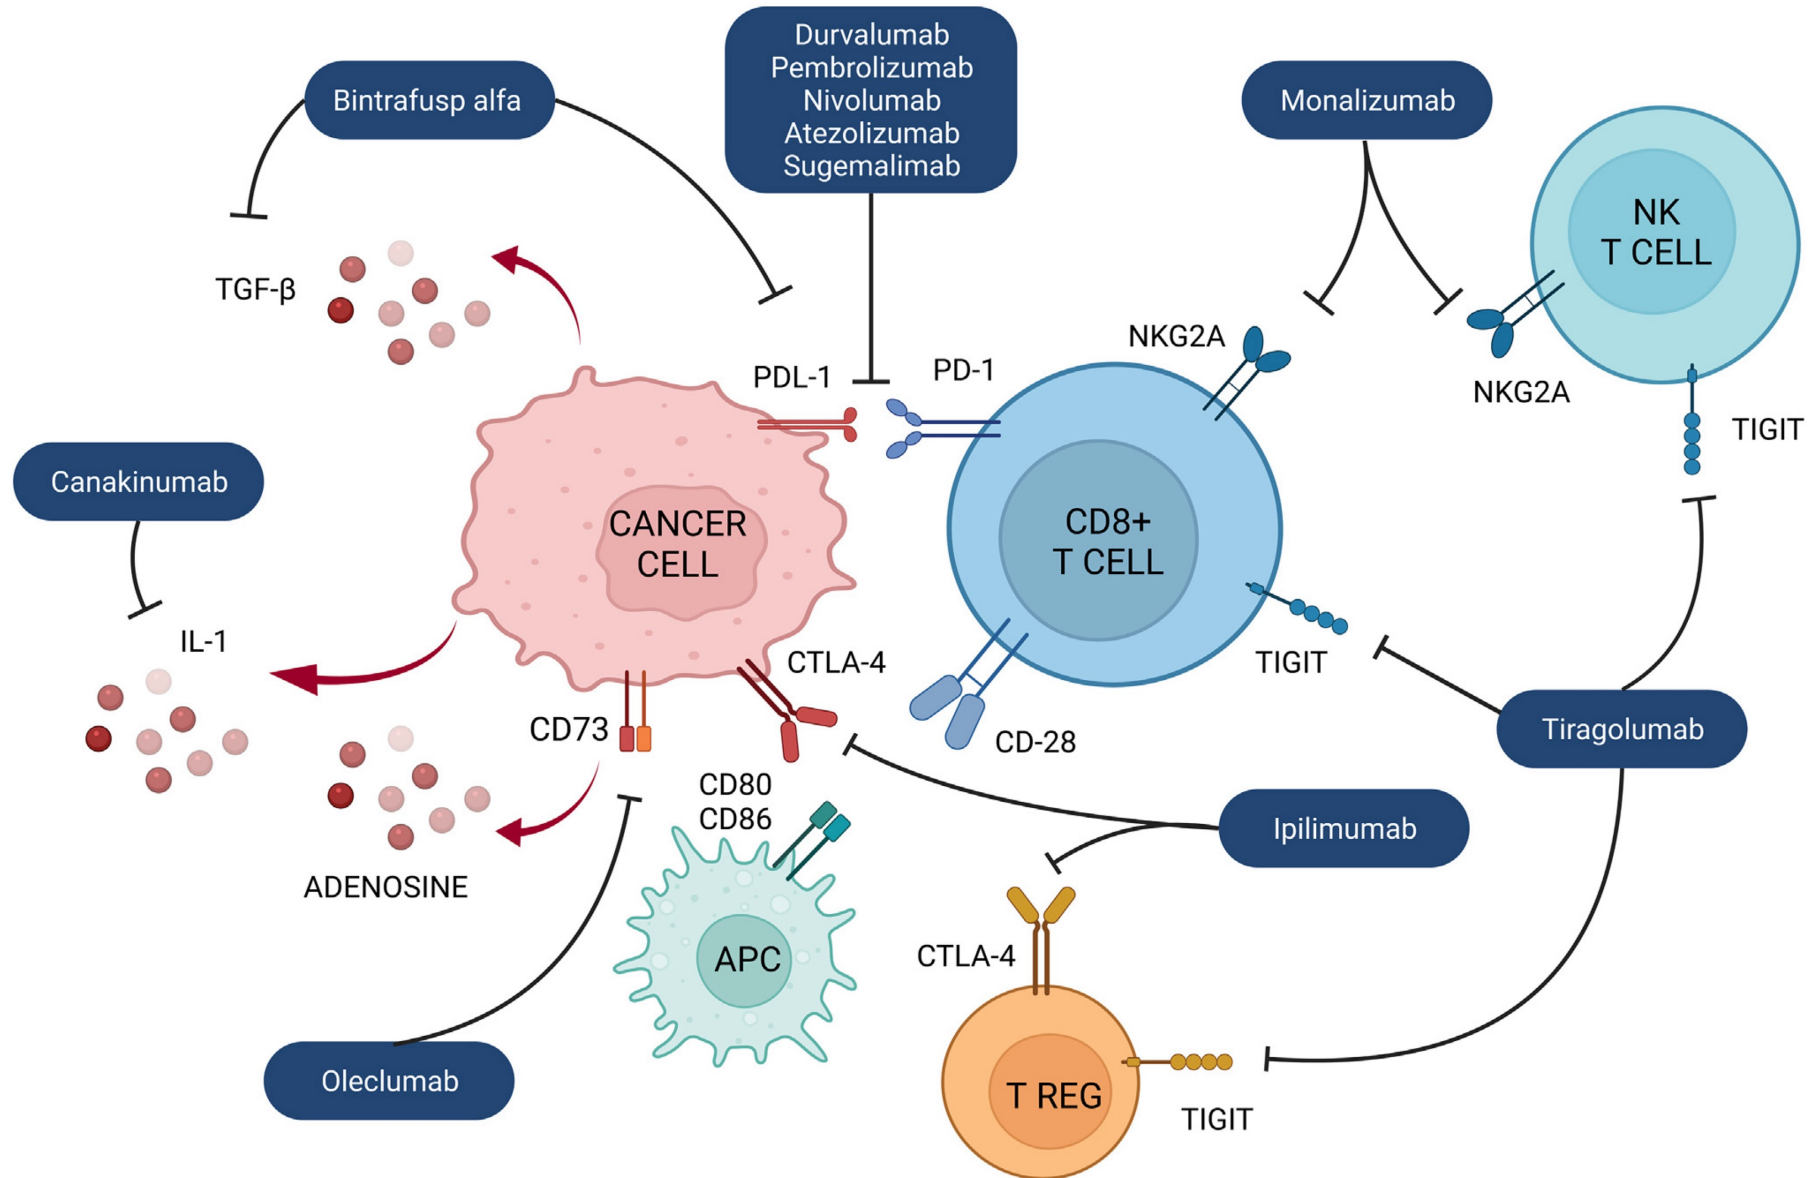 Durvalumab
Pembrolizumab
Nivolumab
Atezolizumab
Sugemalimab
Bintrafusp alfa
Monalizumab
NK
T CELL
TGF-β
NKG2A
PDL-1
PD-1
NKG2A
TIGIT
Canakinumab
CANCER
CELL
CD8+
T CELL
IL-1
CTLA-4
TIGIT
CD73
CD-28
Tiragolumab
CD80
CD86
Ipilimumab
ADENOSINE
APC
CTLA-4
Oleclumab
T REG
TIGIT